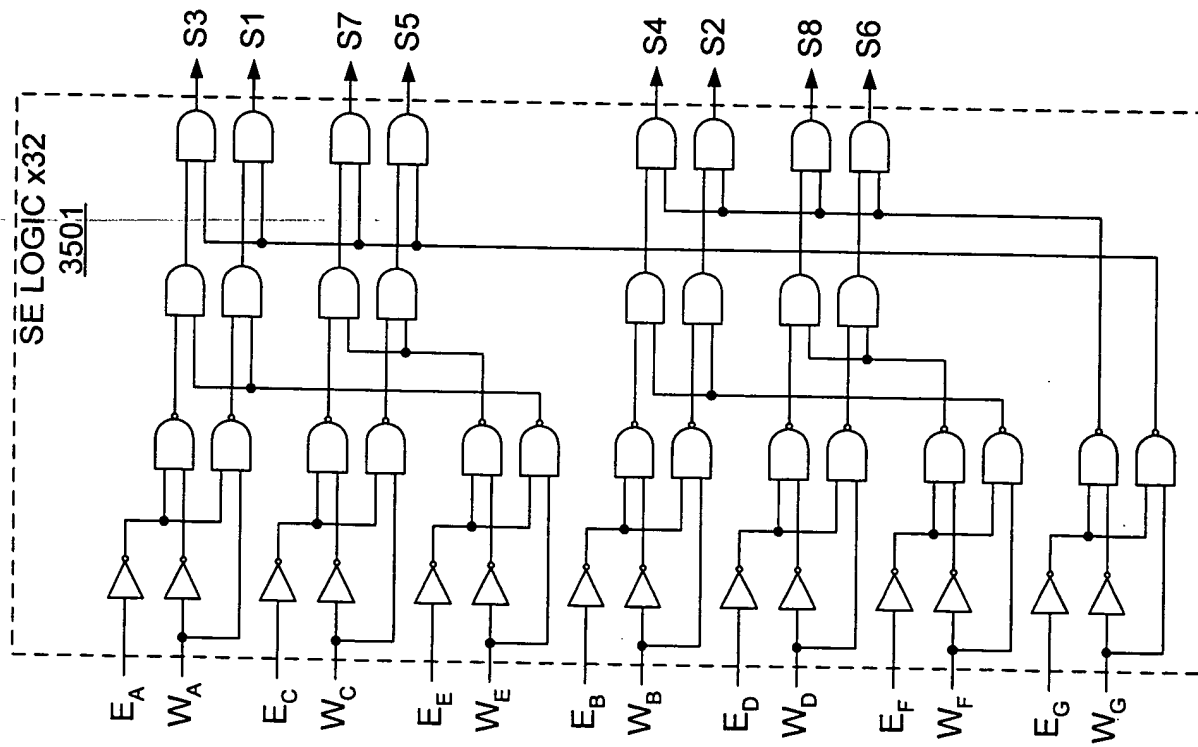 S3
S1
S7
S5
S4
S2
S8
S6
SE LOGIC x32
3501
E_A
W_A
E_C
W_C
E_E
W_E
E_B
W_B
E_D
W_D
E_F
W_F
E_G
W_G